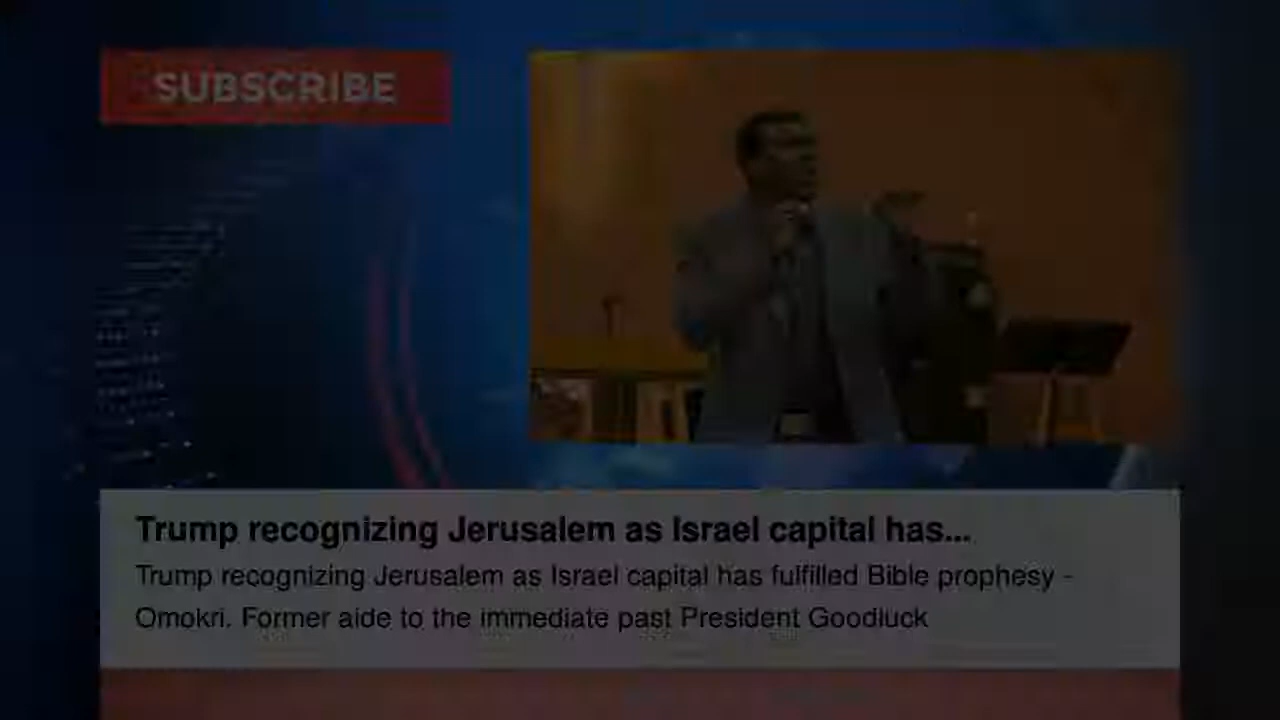 SUBSCRIBE
Trump recognizing Jerusalem as Israel capital has...
Trump recognizing Jerusalem as Israel capital has fulfilled Bible prophesy -
Omokri. Former aide to the immediate past President Goodluck